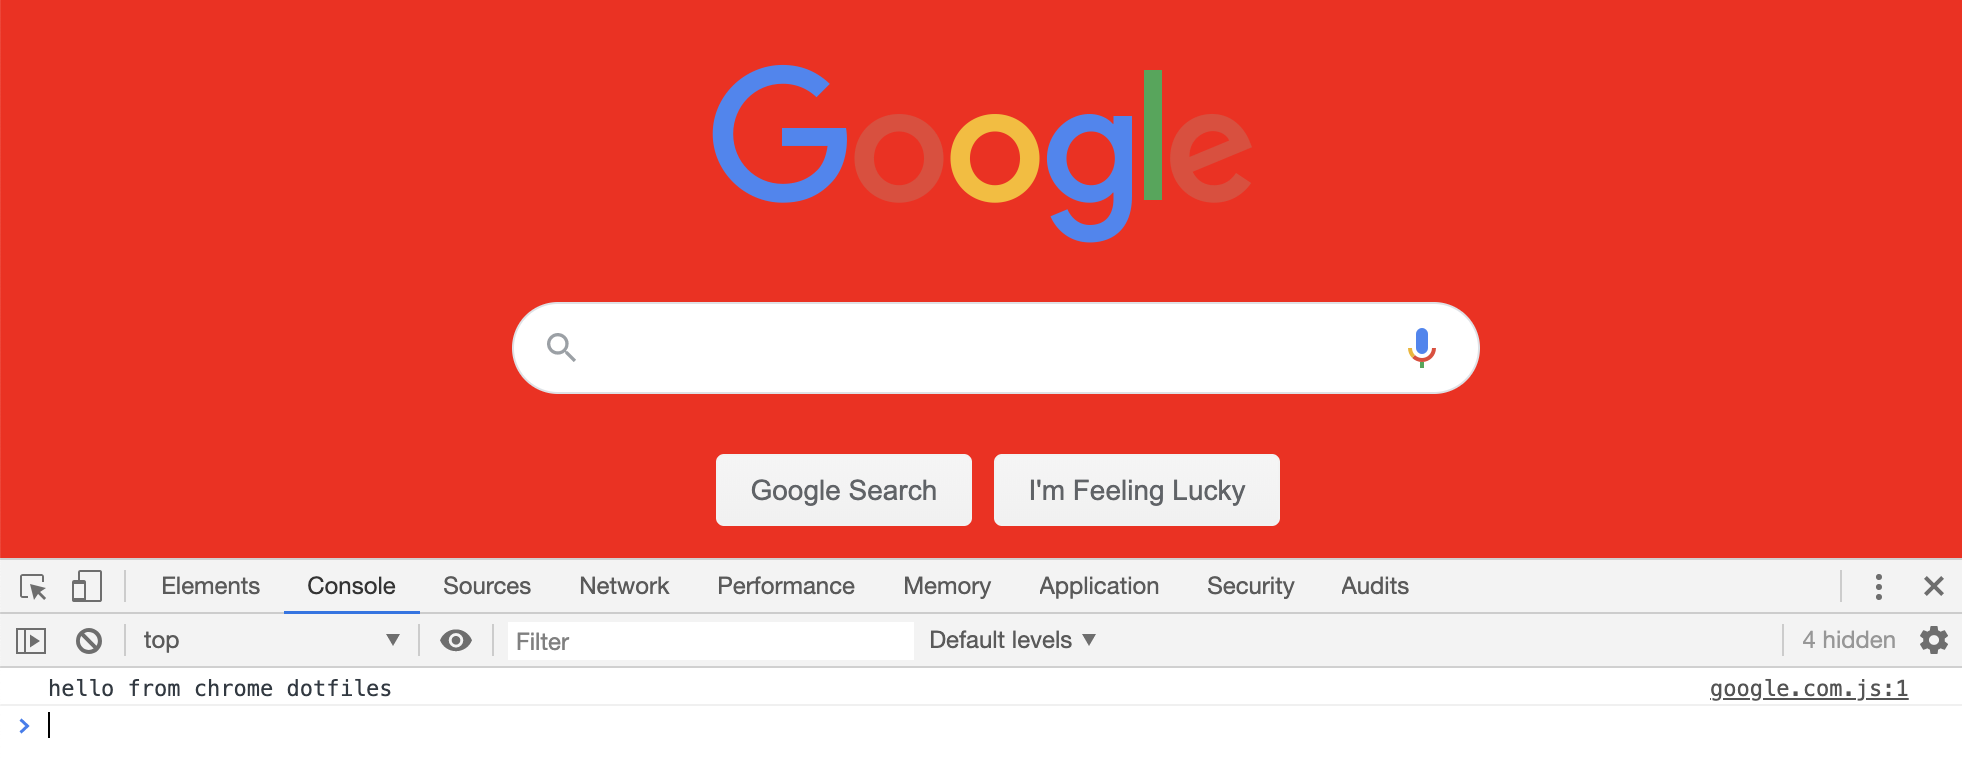 Google
Google Search
I'm Feeling Lucky
Elements Console Sources Network Performance Memory Application Security Audits
top Filter Default levels 4 hidden
hello from chrome dotfiles google.com.js:1